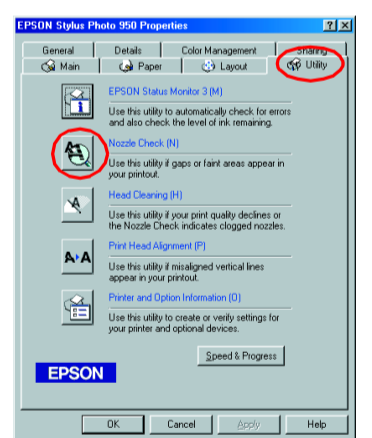 EPSON Stylus Photo 950 Properties
General Details Color Management Sharing
Main Paper Layout Utility
EPSON Status Monitor 3 (M)
Use this utility to automatically check for errors
and also check the level of ink remaining.
Nozzle Check (N)
Use this utility if gaps or faint areas appear in
your printout.
Head Cleaning (H)
Use this utility if your print quality declines or
the Nozzle Check indicates clogged nozzles.
Print Head Alignment (P)
Use this utility if misaligned vertical lines
appear in your printout.
Printer and Option Information (O)
Use this utility to create or verify settings for
your printer and optional devices.
Speed & Progress
EPSON
OK Cancel Apply Help